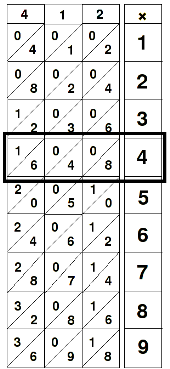 4 1 2 ×
0 4 0 1 0 2 1
0 8 0 2 0 4 2
1 2 0 3 0 6 3
1 6 0 4 0 8 4
2 0 0 5 1 0 5
2 4 0 6 1 2 6
2 8 0 7 1 4 7
3 2 0 8 1 6 8
3 6 0 9 1 8 9